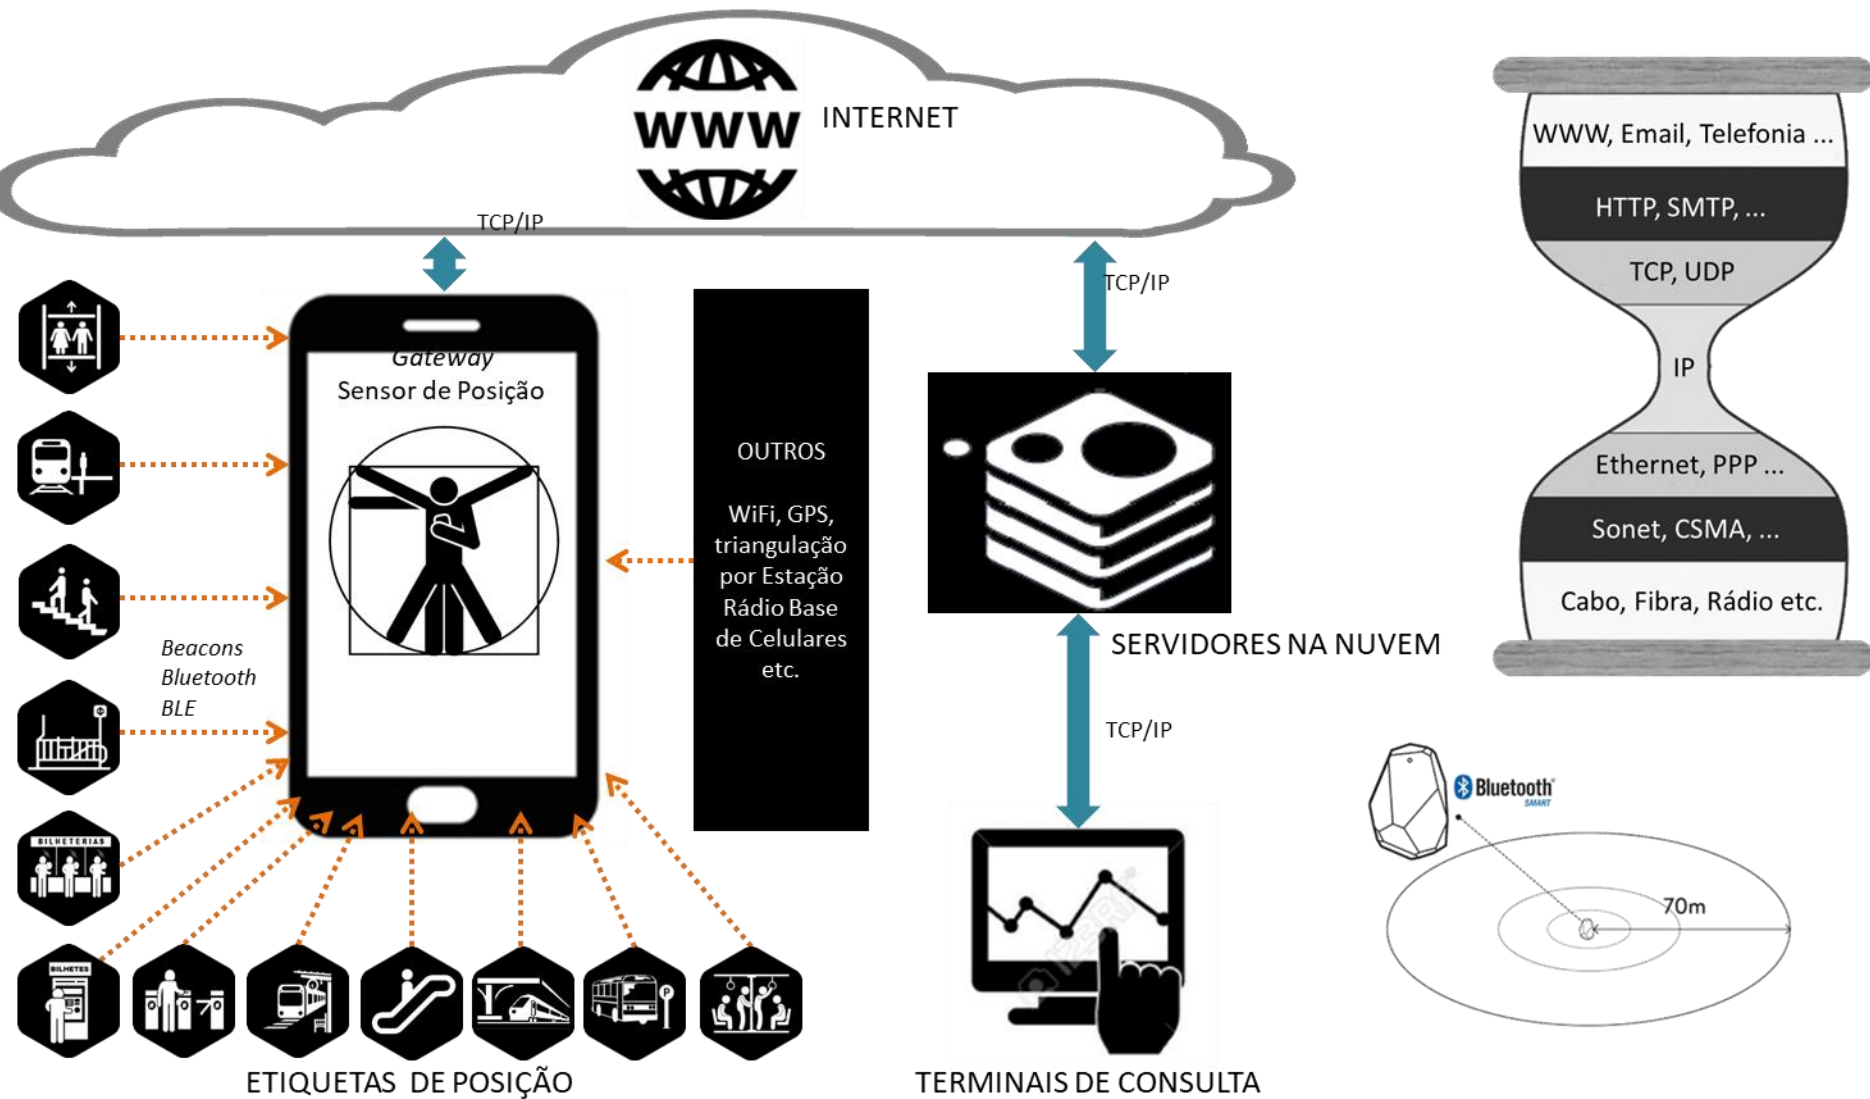 WWW
INTERNET
TCP/IP
TCP/IP
Gateway
Sensor de Posição
OUTROS
WiFi, GPS,
triangulação
por Estação
Rádio Base
de Celulares
etc.
Beacons
Bluetooth
BLE
BILHETERIAS
BILHETES
P
ETIQUETAS DE POSIÇÃO
SERVIDORES NA NUVEM
TCP/IP
TERMINAIS DE CONSULTA
WWW, Email, Telefonia ...
HTTP, SMTP, ...
TCP, UDP
IP
Ethernet, PPP ...
Sonet, CSMA, ...
Cabo, Fibra, Rádio etc.
Bluetooth®
SMART
70m